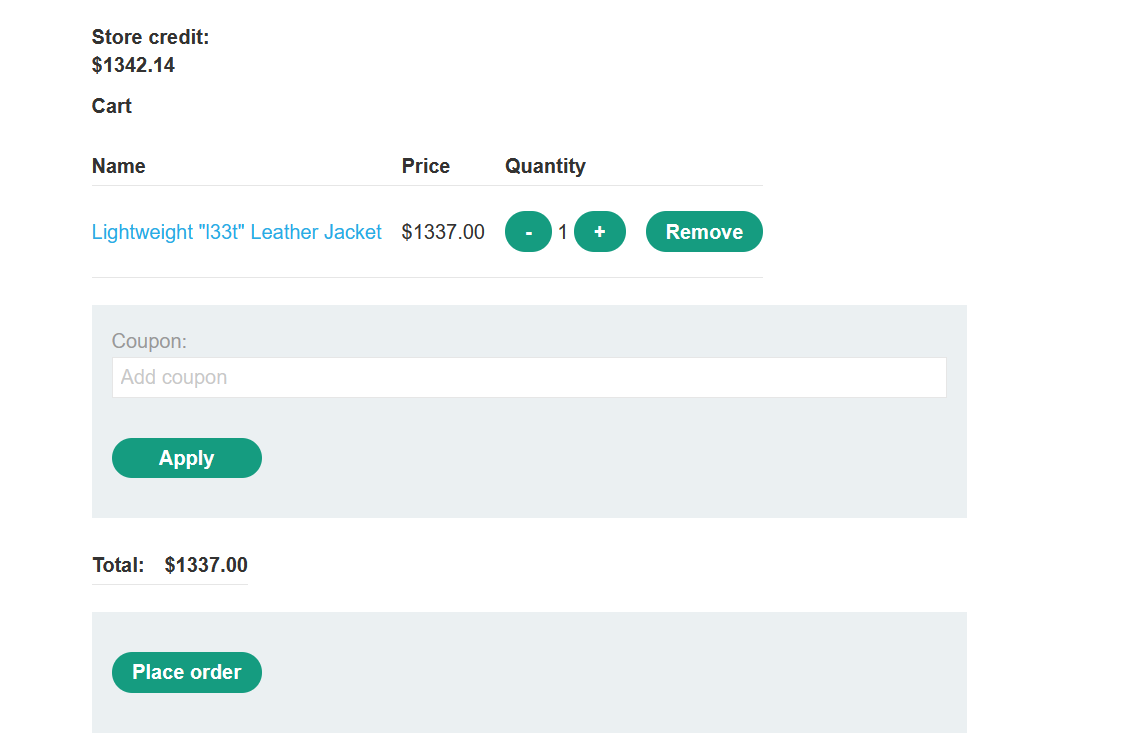 Store credit:
$1342.14
Cart
Name Price Quantity
Lightweight "l33t" Leather Jacket $1337.00 - 1 + Remove
Coupon:
Add coupon
Apply
Total: $1337.00
Place order